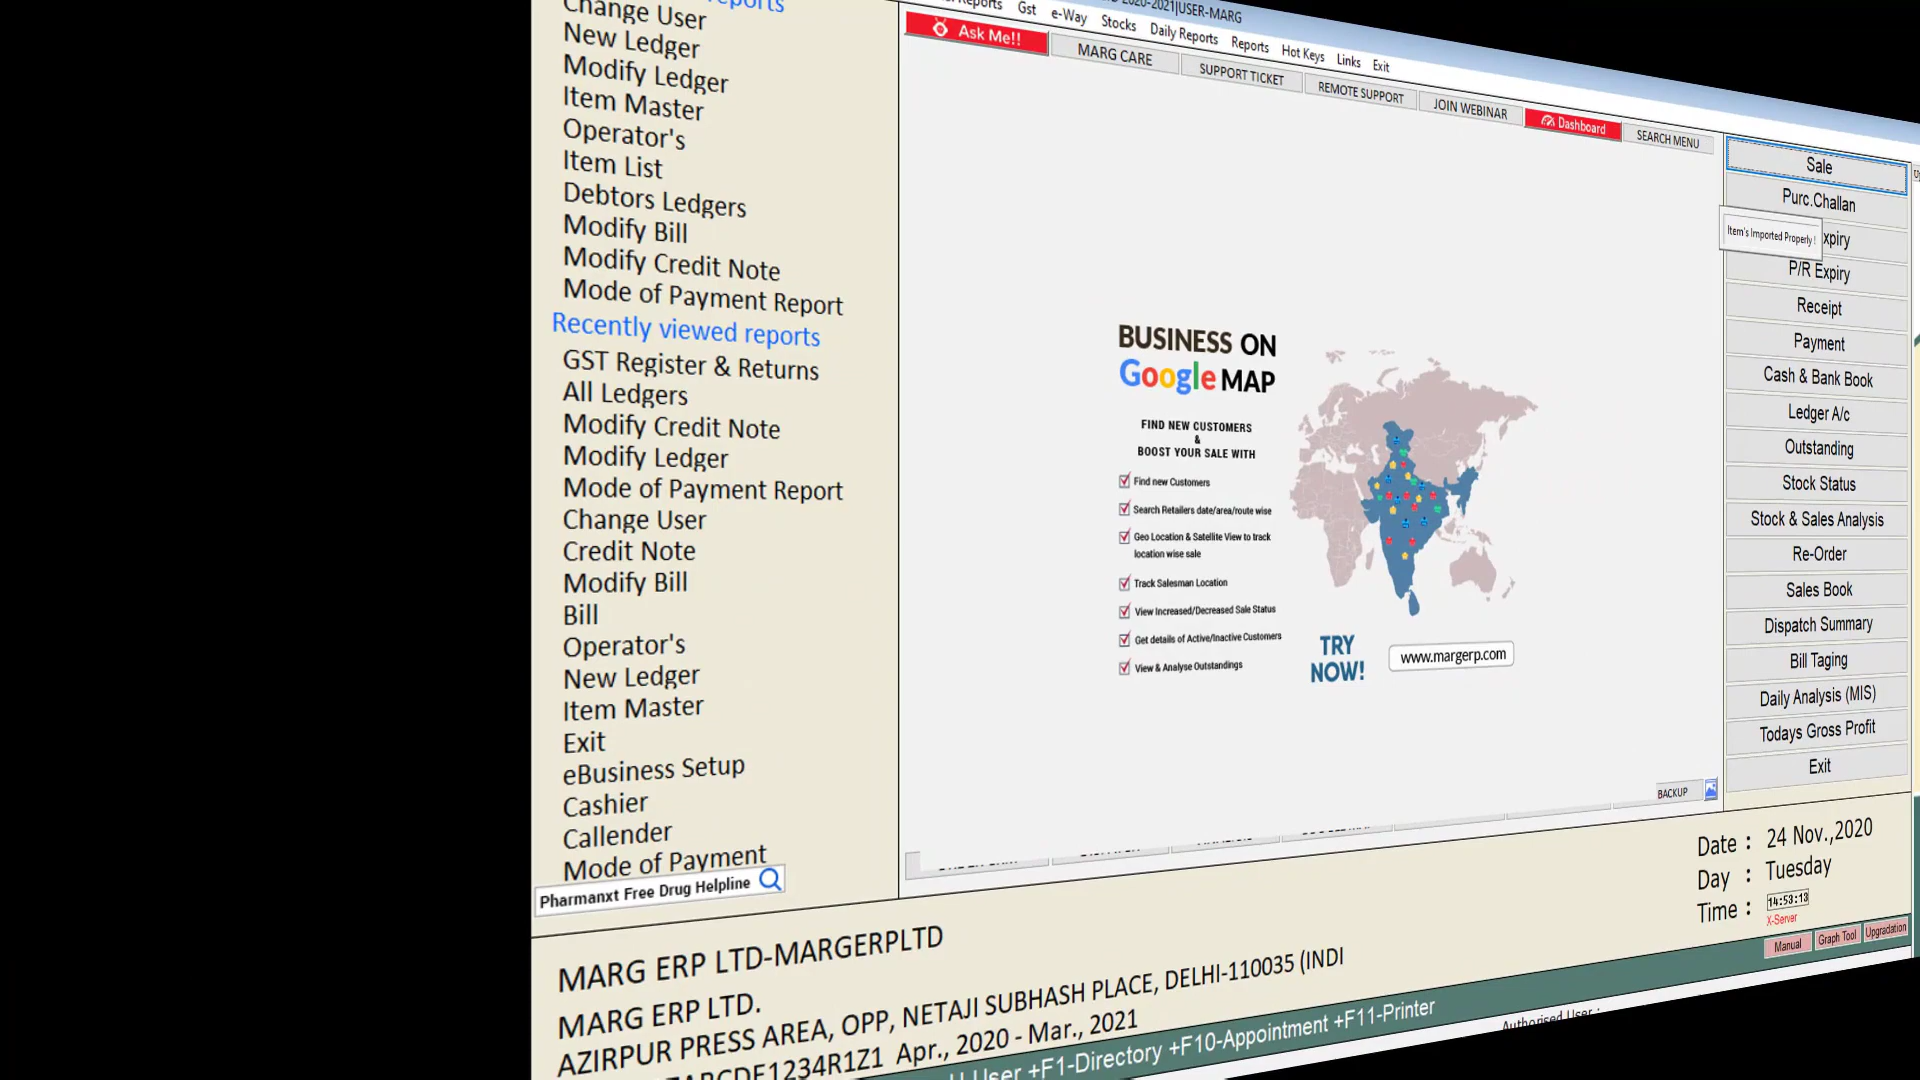 reports
Change User
New Ledger
Modify Ledger
Item Master
Operator's
Item List
Debtors Ledgers
Modify Bill
Modify Credit Note
Mode of Payment Report
Recently viewed reports
GST Register & Returns
All Ledgers
Modify Credit Note
Modify Ledger
Mode of Payment Report
Change User
Credit Note
Modify Bill
Bill
Operator's
New Ledger
Item Master
Exit
eBusiness Setup
Cashier
Callender
Mode of Payment
Pharmanxt Free Drug Helpline
2020-2021|USER-MARG
Reports Gst e-Way Stocks Daily Reports Reports Hot Keys Links Exit
Ask Me!! MARG CARE SUPPORT TICKET REMOTE SUPPORT JOIN WEBINAR Dashboard SEARCH MENU
BUSINESS ON
Google MAP
FIND NEW CUSTOMERS
&
BOOST YOUR SALE WITH
Find new Customers
Search Retailers date/area/route wise
Geo Location & Satellite View to track
location wise sale
Track Salesman Location
View Increased/Decreased Sale Status
Get details of Active/Inactive Customers
View & Analyse Outstandings
TRY
NOW!
www.margerp.com
BACKUP
Sale
Purc.Challan
Item's Imported Properly !
xpiry
P/R Expiry
Receipt
Payment
Cash & Bank Book
Ledger A/c
Outstanding
Stock Status
Stock & Sales Analysis
Re-Order
Sales Book
Dispatch Summary
Bill Taging
Daily Analysis (MIS)
Todays Gross Profit
Exit
Date : 24 Nov.,2020
Day : Tuesday
Time : 14:53:13
X-Server
Manual Graph Tool Upgradation
MARG ERP LTD-MARGERPLTD
MARG ERP LTD.
AZIRPUR PRESS AREA, OPP, NETAJI SUBHASH PLACE, DELHI-110035 (INDI
ABCDE1234R1Z1 Apr., 2020 - Mar., 2021
User +F1-Directory +F10-Appointment +F11-Printer
Authorised User :